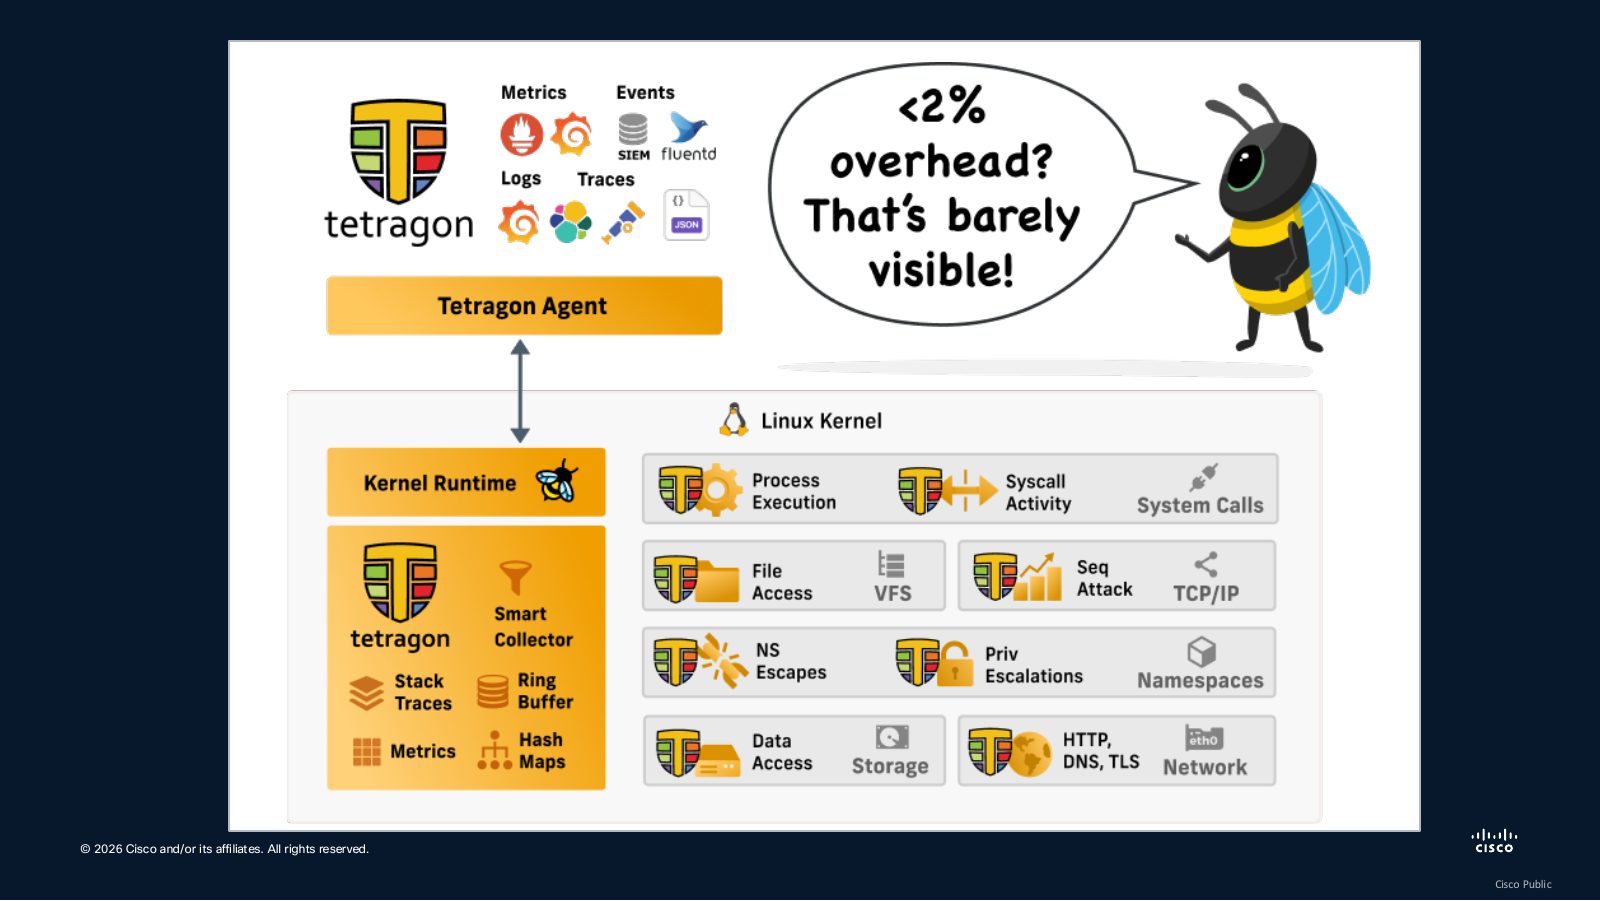 Metrics
Events
SIEM
fluentd
Logs
Traces
{}
JSON
tetragon
<2%
overhead?
That's barely
visible!
Tetragon Agent
Linux Kernel
Kernel Runtime
tetragon
Smart
Collector
Stack
Traces
Ring
Buffer
Metrics
Hash
Maps
Process
Execution
Syscall
Activity
System Calls
File
Access
VFS
Seq
Attack
TCP/IP
NS
Escapes
Priv
Escalations
Namespaces
Data
Access
Storage
HTTP,
DNS, TLS
eth0
Network
© 2026 Cisco and/or its affiliates. All rights reserved.
CISCO
Cisco Public